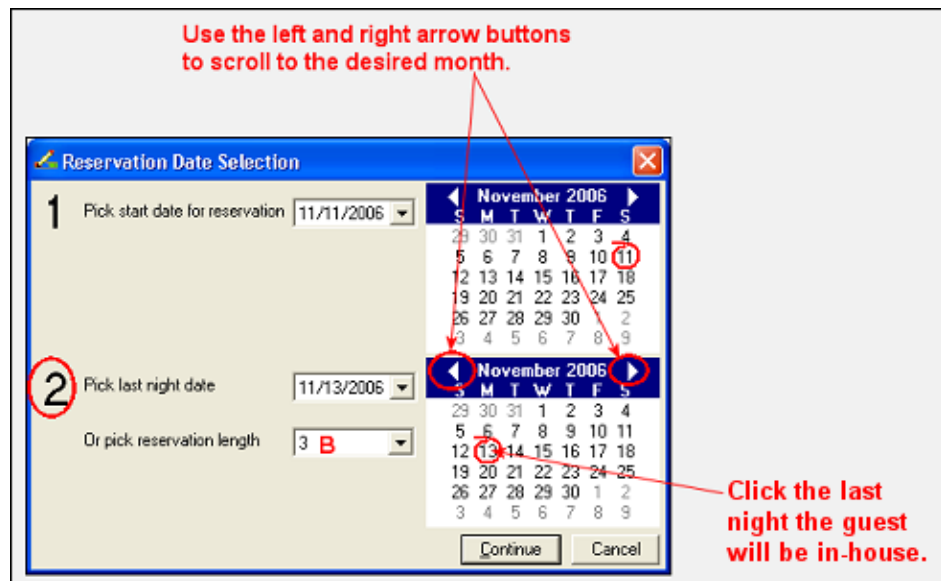 Use the left and right arrow buttons
to scroll to the desired month.
Reservation Date Selection
1 Pick start date for reservation 11/11/2006
November 2006
S M T W T F S
29 30 31 1 2 3 4
5 6 7 8 9 10 11
12 13 14 15 16 17 18
19 20 21 22 23 24 25
26 27 28 29 30 1 2
3 4 5 6 7 8 9
2 Pick last night date 11/13/2006
Or pick reservation length 3 B
November 2006
S M T W T F S
29 30 31 1 2 3 4
5 6 7 8 9 10 11
12 13 14 15 16 17 18
19 20 21 22 23 24 25
26 27 28 29 30 1 2
3 4 5 6 7 8 9
Click the last
night the guest
will be in-house.
Continue Cancel